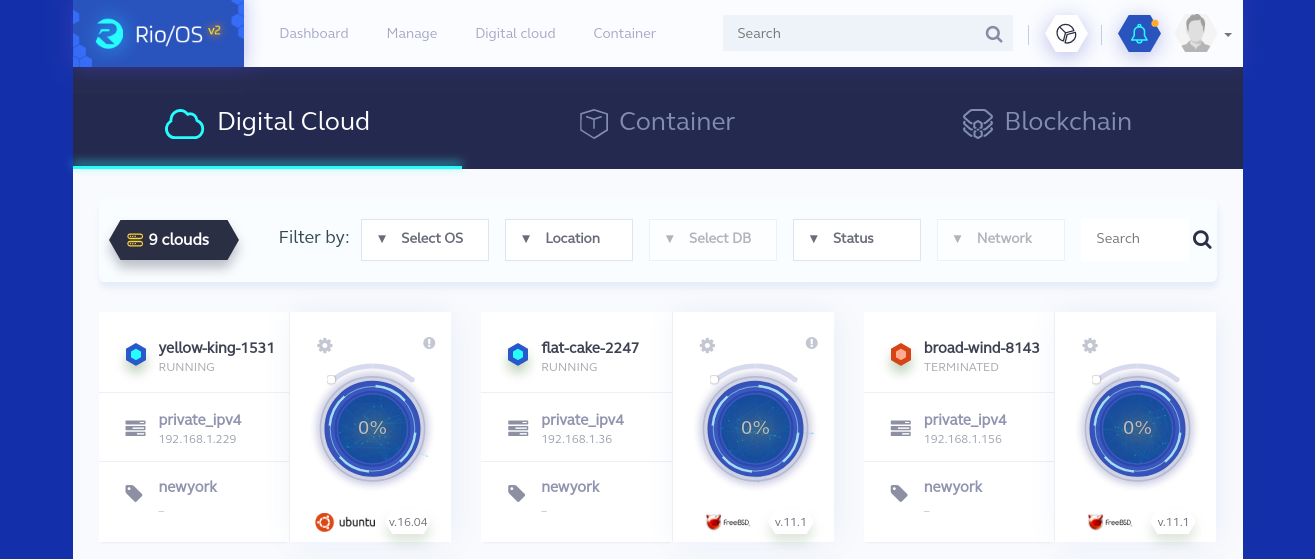 Rio/OS v2
Dashboard
Manage
Digital cloud
Container
Search
Digital Cloud
Container
Blockchain
9 clouds
Filter by:
Select OS
Location
Select DB
Status
Network
Search
yellow-king-1531
RUNNING
private_ipv4
192.168.1.229
newyork
_
0%
ubuntu
v.16.04
flat-cake-2247
RUNNING
private_ipv4
192.168.1.36
newyork
_
0%
FreeBSD
v.11.1
broad-wind-8143
TERMINATED
private_ipv4
192.168.1.156
newyork
_
0%
FreeBSD
v.11.1